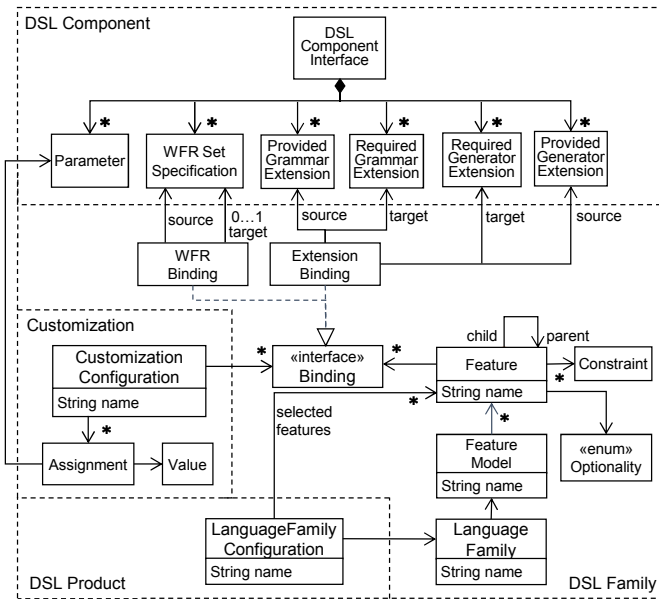 DSL Component
DSL
Component
Interface
*
*
*
*
*
*
Parameter
WFR Set
Specification
Provided
Grammar
Extension
Required
Grammar
Extension
Required
Generator
Extension
Provided
Generator
Extension
source
0...1
target
source
target
target
source
WFR
Binding
Extension
Binding
Customization
child
parent
Customization
Configuration
String name
*
«interface»
Binding
*
Feature
String name
*
Constraint
selected
features
*
*
*
Assignment
Value
Feature
Model
String name
«enum»
Optionality
LanguageFamily
Configuration
String name
Language
Family
String name
DSL Product
DSL Family